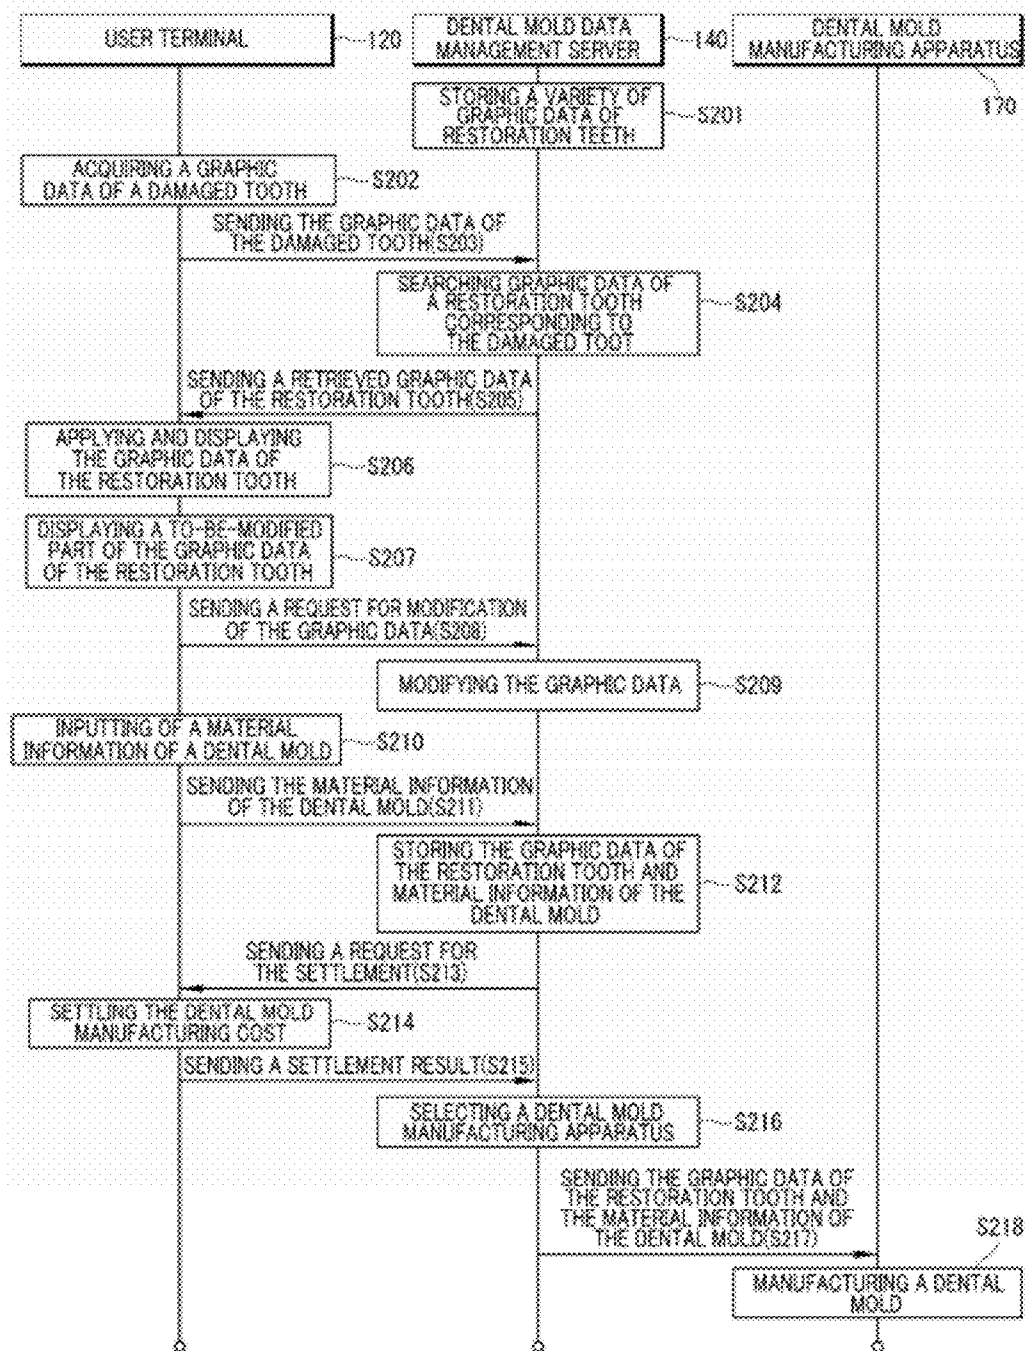 USER TERMINAL
120
DENTAL MOLD DATA
MANAGEMENT SERVER
140
DENTAL MOLD
MANUFACTURING APPARATUS
170
STORING A VARIETY OF
GRAPHIC DATA OF
RESTORATION TEETH
S201
ACQUIRING A GRAPHIC
DATA OF A DAMAGED TOOTH
S202
SENDING THE GRAPHIC DATA OF
THE DAMAGED TOOTH(S203)
SEARCHING GRAPHIC DATA OF
A RESTORATION TOOTH
CORRESPONDING TO
THE DAMAGED TOOT
S204
SENDING A RETRIEVED GRAPHIC DATA
OF THE RESTORATION TOOTH(S205)
APPLYING AND DISPLAYING
THE GRAPHIC DATA OF
THE RESTORATION TOOTH
S206
DISPLAYING A TO-BE-MODIFIED
PART OF THE GRAPHIC DATA
OF THE RESTORATION TOOTH
S207
SENDING A REQUEST FOR MODIFICATION
OF THE GRAPHIC DATA(S208)
MODIFYING THE GRAPHIC DATA
S209
INPUTTING OF A MATERIAL
INFORMATION OF A DENTAL MOLD
S210
SENDING THE MATERIAL INFORMATION
OF THE DENTAL MOLD(S211)
STORING THE GRAPHIC DATA OF
THE RESTORATION TOOTH AND
MATERIAL INFORMATION OF THE
DENTAL MOLD
S212
SENDING A REQUEST FOR
THE SETTLEMENT(S213)
SETTLING THE DENTAL MOLD
MANUFACTURING COST
S214
SENDING A SETTLEMENT RESULT(S215)
SELECTING A DENTAL MOLD
MANUFACTURING APPARATUS
S216
SENDING THE GRAPHIC DATA OF
THE RESTORATION TOOTH AND
THE MATERIAL INFORMATION OF
THE DENTAL MOLD(S217)
S218
MANUFACTURING A DENTAL
MOLD